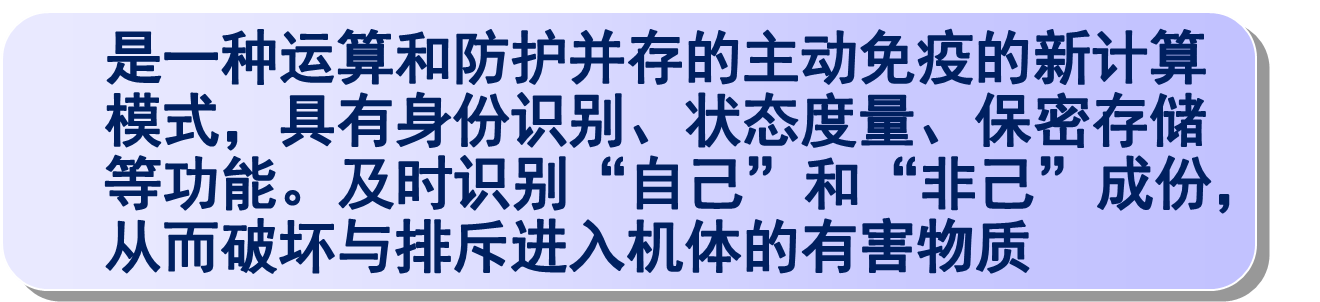 是一种运算和防护并存的主动免疫的新计算
模式，具有身份识别、状态度量、保密存储
等功能。及时识别“自己”和“非己”成份，
从而破坏与排斥进入机体的有害物质